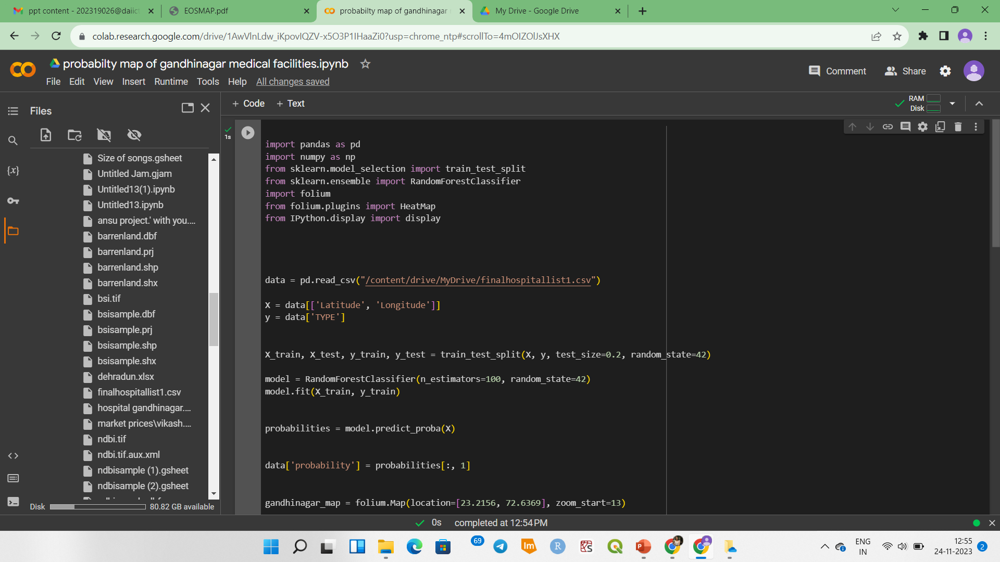 ppt content - 202319026@daiict
EOSMAP.pdf
probabilty map of gandhinagar
My Drive - Google Drive
colab.research.google.com/drive/1AwVlnLdw_iKpovIQZV-x5O3P1IHaaZi0?usp=chrome_ntp#scrollTo=4mOIZOlJsXHX
probabilty map of gandhinagar medical facilities.ipynb
File Edit View Insert Runtime Tools Help All changes saved
Comment
Share
Files
+ Code + Text
RAM
Disk
1s
{x}
Size of songs.gsheet
Untitled Jam.gjam
Untitled13(1).ipynb
Untitled13.ipynb
ansu project.' with you....
barrenland.dbf
barrenland.prj
barrenland.shp
barrenland.shx
bsi.tif
bsisample.dbf
bsisample.prj
bsisample.shp
bsisample.shx
dehradun.xlsx
finalhospitallist1.csv
hospital gandhinagar....
market prices\vikash....
ndbi.tif
ndbi.tif.aux.xml
ndbisample (1).gsheet
ndbisample (2).gsheet
Disk 80.82 GB available
import pandas as pd
import numpy as np
from sklearn.model_selection import train_test_split
from sklearn.ensemble import RandomForestClassifier
import folium
from folium.plugins import HeatMap
from IPython.display import display
data = pd.read_csv("/content/drive/MyDrive/finalhospitallist1.csv")
X = data[['Latitude', 'Longitude']]
y = data['TYPE']
X_train, X_test, y_train, y_test = train_test_split(X, y, test_size=0.2, random_state=42)
model = RandomForestClassifier(n_estimators=100, random_state=42)
model.fit(X_train, y_train)
probabilities = model.predict_proba(X)
data['probability'] = probabilities[:, 1]
gandhinagar_map = folium.Map(location=[23.2156, 72.6369], zoom_start=13)
0s completed at 12:54 PM
69
Im
R
P
ENG
IN
12:55
24-11-2023
2